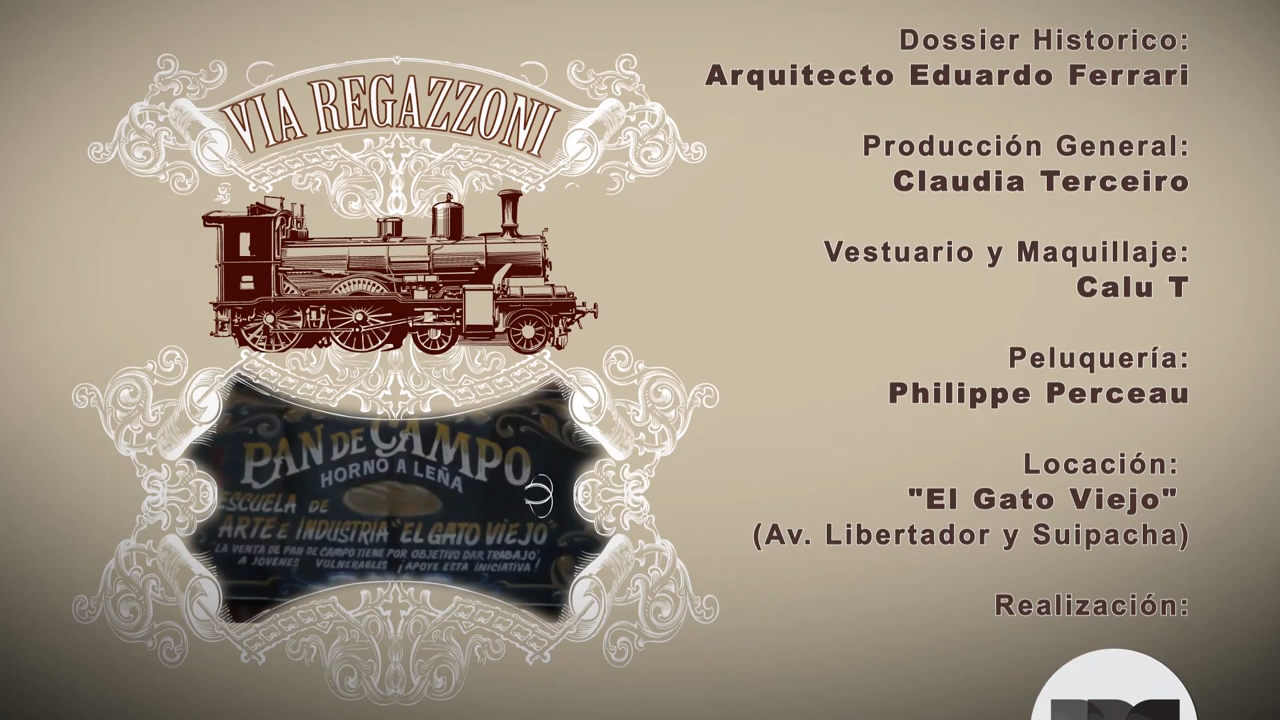 VIA REGAZZONI
PAN DE CAMPO
HORNO A LEÑA
ESCUELA DE
ARTE E INDUSTRIA "EL GATO VIEJO"
LA VENTA DE PAN DE CAMPO TIENE POR OBJETIVO DAR TRABAJO
A JOVENES VULNERABLES ¡APOYE ESTA INICIATIVA!
Dossier Historico:
Arquitecto Eduardo Ferrari
Producción General:
Claudia Terceiro
Vestuario y Maquillaje:
Calu T
Peluquería:
Philippe Perceau
Locación:
"El Gato Viejo"
(Av. Libertador y Suipacha)
Realización: